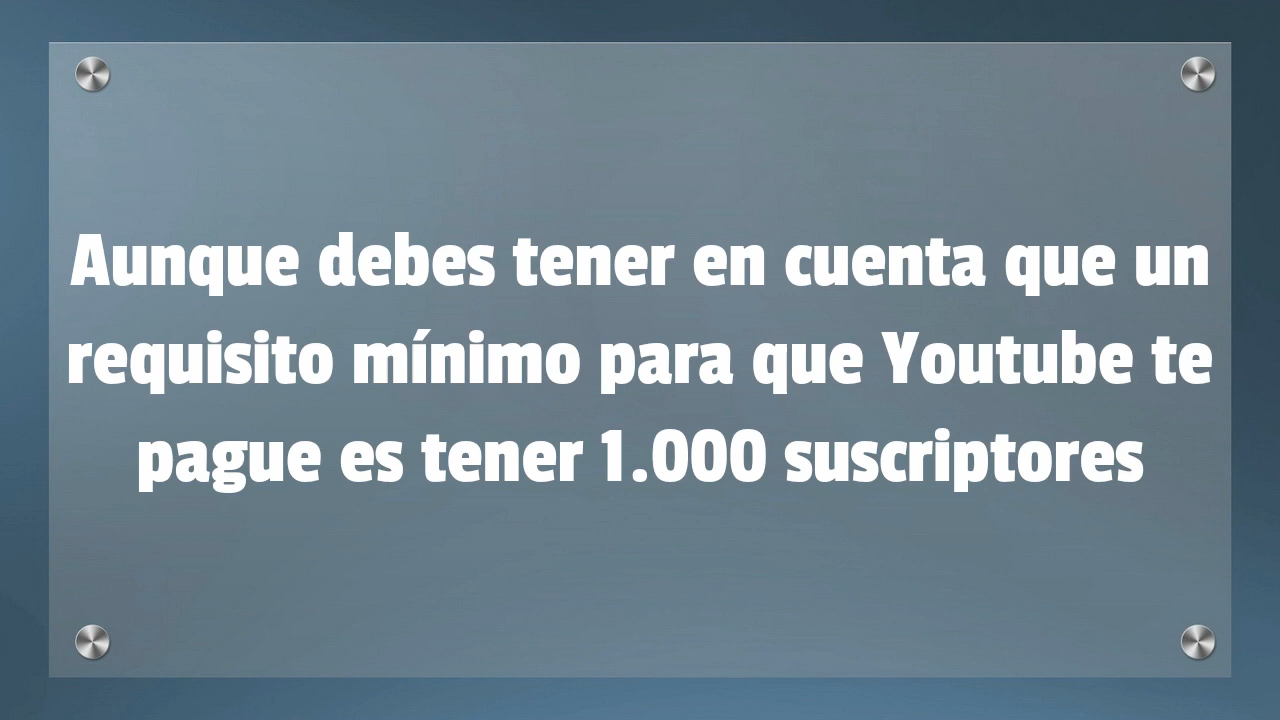 Aunque debes tener en cuenta que un
requisito mínimo para que Youtube te
pague es tener 1.000 suscriptores